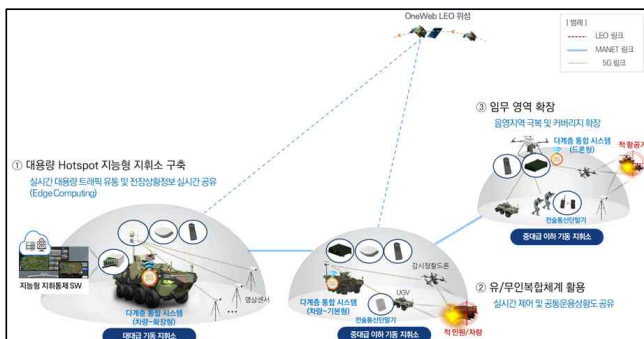 OneWeb LEO 위성
| 범례 |
LEO 링크
MANET 링크
5G 링크
③ 임무 영역 확장
음영지역 극복 및 커버리지 확장
다계층 통합 시스템
(드론형)
적 항공기
5G
전술통신단말기
중대급 이하 기동 지휘소
① 대용량 Hotspot 지능형 지휘소 구축
실시간 대용량 트래픽 유통 및 전장상황정보 실시간 공유
(Edge Computing)
지능형 지휘통제 SW
5G
영상센서
다계층 통합 시스템
(차량-확장형)
대대급 기동 지휘소
감시정찰드론
5G
다계층 통합 시스템
(차량-기본형)
UGV
전술통신단말기
적 인원/차량
중대급 이하 기동 지휘소
② 유/무인복합체계 활용
실시간 제어 및 공동운용상황도 공유